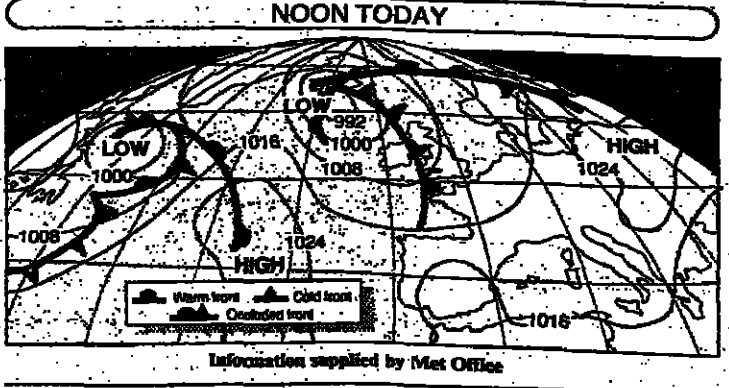 NOON TODAY
LOW
992
LOW
1016
1000
HIGH
1000
1008
1024
1008
1024
HIGH
Warm front Cold front
Occluded front
1016
Information supplied by Met Office